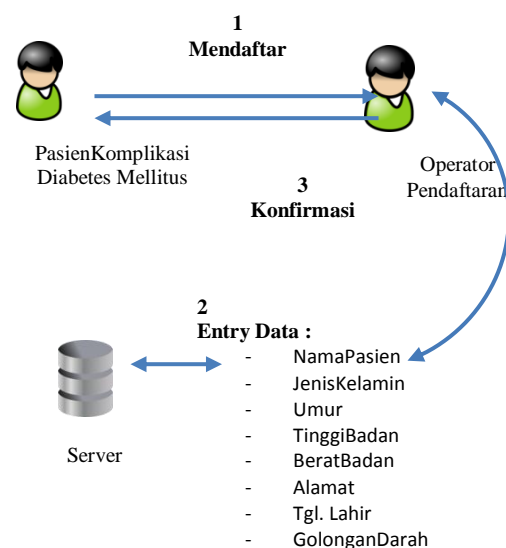 1
Mendaftar
PasienKomplikasi
Diabetes Mellitus
Operator
Pendaftaran
3
Konfirmasi
2
Entry Data :
- NamaPasien
- JenisKelamin
- Umur
- TinggiBadan
- BeratBadan
- Alamat
- Tgl. Lahir
- GolonganDarah
Server